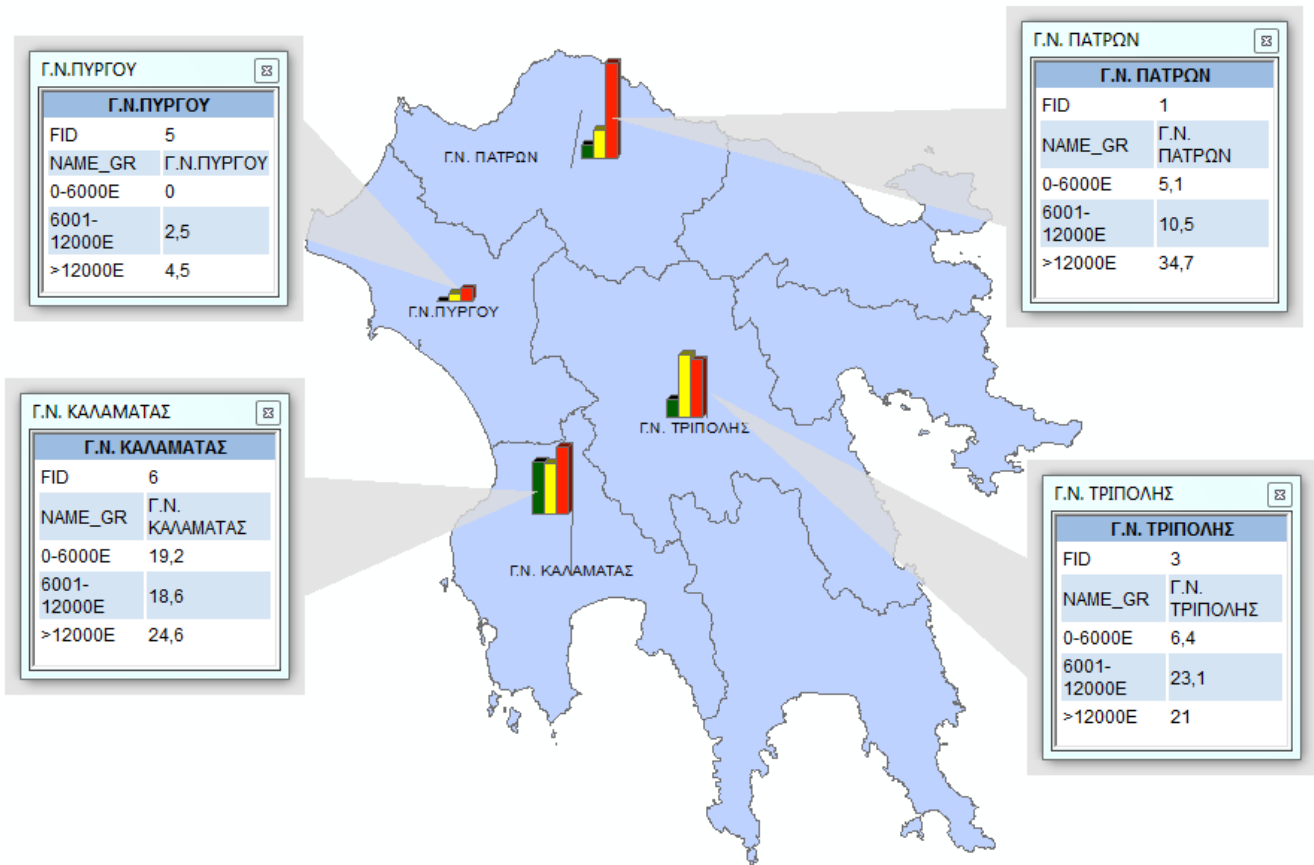 Γ.Ν.ΠΥΡΓΟΥ
Γ.Ν.ΠΥΡΓΟΥ
FID 5
NAME_GR Γ.Ν.ΠΥΡΓΟΥ
0-6000E 0
6001-
12000E 2,5
>12000E 4,5
Γ.Ν. ΠΑΤΡΩΝ
Γ.Ν. ΠΑΤΡΩΝ
FID 1
NAME_GR Γ.Ν.
ΠΑΤΡΩΝ
0-6000E 5,1
6001-
12000E 10,5
>12000E 34,7
Γ.Ν. ΠΑΤΡΩΝ
Γ.Ν.ΠΥΡΓΟΥ
Γ.Ν. ΤΡΙΠΟΛΗΣ
Γ.Ν. ΚΑΛΑΜΑΤΑΣ
Γ.Ν. ΚΑΛΑΜΑΤΑΣ
Γ.Ν. ΚΑΛΑΜΑΤΑΣ
FID 6
NAME_GR Γ.Ν.
ΚΑΛΑΜΑΤΑΣ
0-6000E 19,2
6001-
12000E 18,6
>12000E 24,6
Γ.Ν. ΤΡΙΠΟΛΗΣ
Γ.Ν. ΤΡΙΠΟΛΗΣ
FID 3
NAME_GR Γ.Ν.
ΤΡΙΠΟΛΗΣ
0-6000E 6,4
6001-
12000E 23,1
>12000E 21